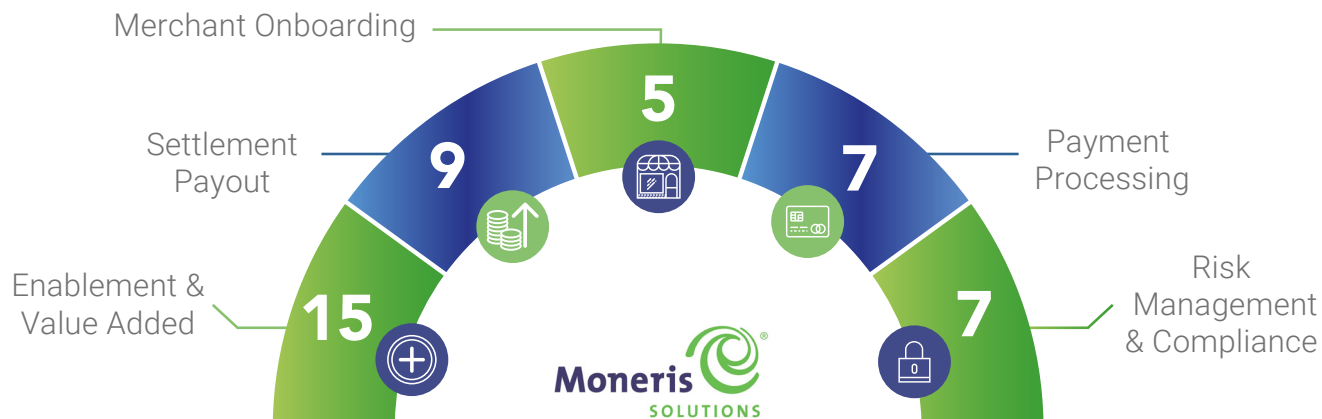 Merchant Onboarding
5
Settlement
Payout
9
7
Payment
Processing
Enablement &
Value Added
15
7
Risk
Management
& Compliance
Moneris
®
SOLUTIONS